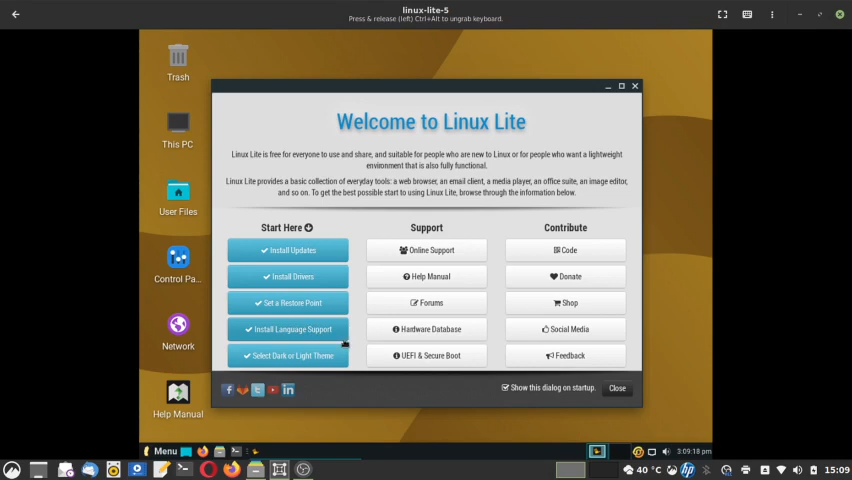 linux-lite-5
Press & release (left) Ctrl+Alt to ungrab keyboard.
Trash
This PC
User Files
Control Pa...
Network
Help Manual
Welcome to Linux Lite
Linux Lite is free for everyone to use and share, and suitable for people who are new to Linux or for people who want a lightweight
environment that is also fully functional.
Linux Lite provides a basic collection of everyday tools: a web browser, an email client, a media player, an office suite, an image editor,
and so on. To get the best possible start to using Linux Lite, browse through the information below.
Start Here
Install Updates
Install Drivers
Set a Restore Point
Install Language Support
Select Dark or Light Theme
Support
Online Support
Help Manual
Forums
Hardware Database
UEFI & Secure Boot
Contribute
Code
Donate
Shop
Social Media
Feedback
Show this dialog on startup.
Close
Menu
3:09:18 pm
40 °C
hp
15:09